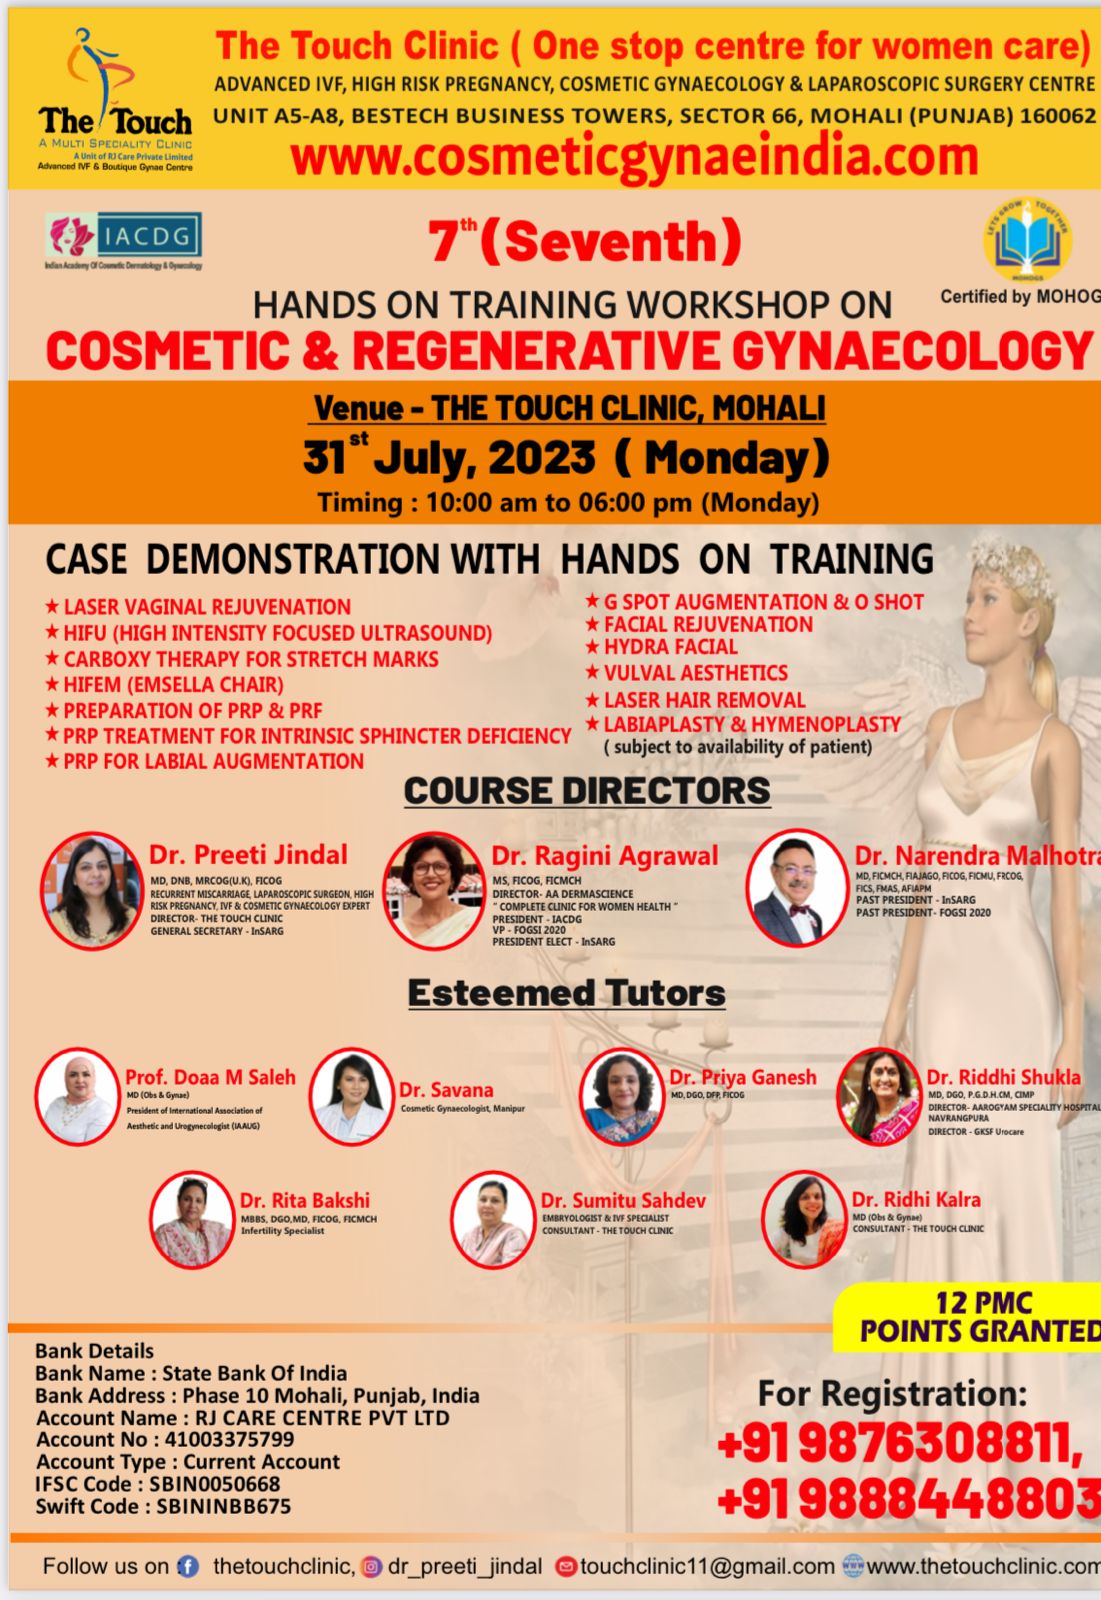 The Touch
A MULTI SPECIALITY CLINIC
A Unit of RJ Care Private Limited
Advanced IVF & Boutique Gynae Centre
The Touch Clinic ( One stop centre for women care)
ADVANCED IVF, HIGH RISK PREGNANCY, COSMETIC GYNAECOLOGY & LAPAROSCOPIC SURGERY CENTRE
UNIT A5-A8, BESTECH BUSINESS TOWERS, SECTOR 66, MOHALI (PUNJAB) 160062
www.cosmeticgynaeindia.com
IACDG
Indian Academy Of Cosmetic Dermatology & Gynecology
7th (Seventh)
LETS GROW TOGETHER
MOHOGS
Certified by MOHOG
HANDS ON TRAINING WORKSHOP ON
COSMETIC & REGENERATIVE GYNAECOLOGY
Venue - THE TOUCH CLINIC, MOHALI
31st July, 2023 ( Monday)
Timing : 10:00 am to 06:00 pm (Monday)
CASE DEMONSTRATION WITH HANDS ON TRAINING
★ LASER VAGINAL REJUVENATION
★ HIFU (HIGH INTENSITY FOCUSED ULTRASOUND)
★ CARBOXY THERAPY FOR STRETCH MARKS
★ HIFEM (EMSELLA CHAIR)
★ PREPARATION OF PRP & PRF
★ PRP TREATMENT FOR INTRINSIC SPHINCTER DEFICIENCY
★ PRP FOR LABIAL AUGMENTATION
★ G SPOT AUGMENTATION & O SHOT
★ FACIAL REJUVENATION
★ HYDRA FACIAL
★ VULVAL AESTHETICS
★ LASER HAIR REMOVAL
★ LABIAPLASTY & HYMENOPLASTY
( subject to availability of patient)
COURSE DIRECTORS
Dr. Preeti Jindal
MD, DNB, MRCOG(U.K), FICOG
RECURRENT MISCARRIAGE, LAPAROSCOPIC SURGEON, HIGH
RISK PREGNANCY, IVF & COSMETIC GYNAECOLOGY EXPERT
DIRECTOR- THE TOUCH CLINIC
GENERAL SECRETARY - InSARG
Dr. Ragini Agrawal
MS, FICOG, FICMCH
DIRECTOR- AA DERMASCIENCE
" COMPLETE CLINIC FOR WOMEN HEALTH "
PRESIDENT - IACDG
VP - FOGSI 2020
PRESIDENT ELECT - InSARG
Dr. Narendra Malhotra
MD, FICMCH, FIAJAGO, FICOG, FICMU, FRCOG,
FICS, FMAS, AFIAPM
PAST PRESIDENT - InSARG
PAST PRESIDENT- FOGSI 2020
Esteemed Tutors
Prof. Doaa M Saleh
MD (Obs & Gynae)
President of International Association of
Aesthetic and Urogynecologist (IAAUG)
Dr. Savana
Cosmetic Gynaecologist, Manipur
Dr. Priya Ganesh
MD, DGO, DFP, FICOG
Dr. Riddhi Shukla
MD, DGO, P.G.D.H.CM, CIMP
DIRECTOR- AAROGYAM SPECIALITY HOSPITAL
NAVRANGPURA
DIRECTOR - GKSF Urocare
Dr. Rita Bakshi
MBBS, DGO,MD, FICOG, FICMCH
Infertility Specialist
Dr. Sumitu Sahdev
EMBRYOLOGIST & IVF SPECIALIST
CONSULTANT - THE TOUCH CLINIC
Dr. Ridhi Kalra
MD (Obs & Gynae)
CONSULTANT - THE TOUCH CLINIC
12 PMC
POINTS GRANTED
Bank Details
Bank Name : State Bank Of India
Bank Address : Phase 10 Mohali, Punjab, India
Account Name : RJ CARE CENTRE PVT LTD
Account No : 41003375799
Account Type : Current Account
IFSC Code : SBIN0050668
Swift Code : SBININBB675
For Registration:
+91 9876308811,
+91 9888448803
Follow us on : thetouchclinic, dr_preeti_jindal touchclinic11@gmail.com www.thetouchclinic.com